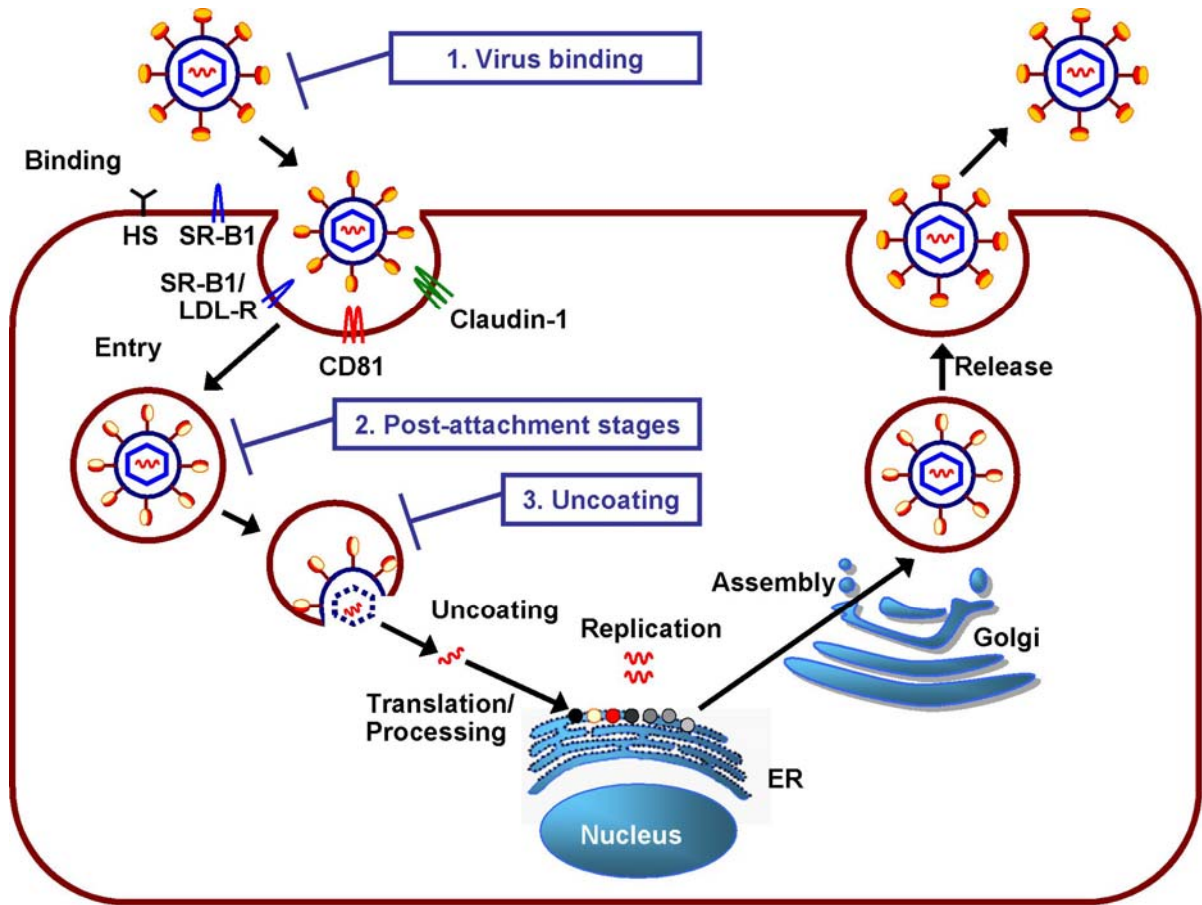 1. Virus binding
Binding
HS
SR-B1
SR-B1/
LDL-R
Claudin-1
CD81
Entry
2. Post-attachment stages
3. Uncoating
Uncoating
Translation/
Processing
Replication
ER
Nucleus
Assembly
Golgi
Release